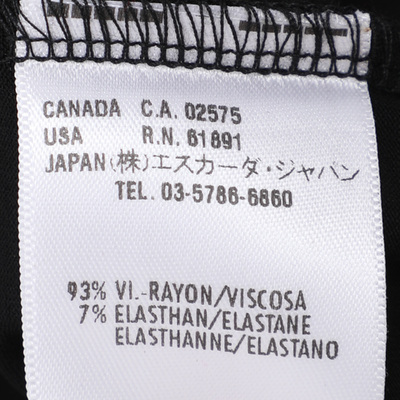 CANADA C.A. 02575
USA R.N. 61891
JAPAN (株)エスカーダ・ジャパン
TEL. 03-5786-6860
93% VI.-RAYON/VISCOSA
7% ELASTHAN/ELASTANE
ELASTHANNE/ELASTANO